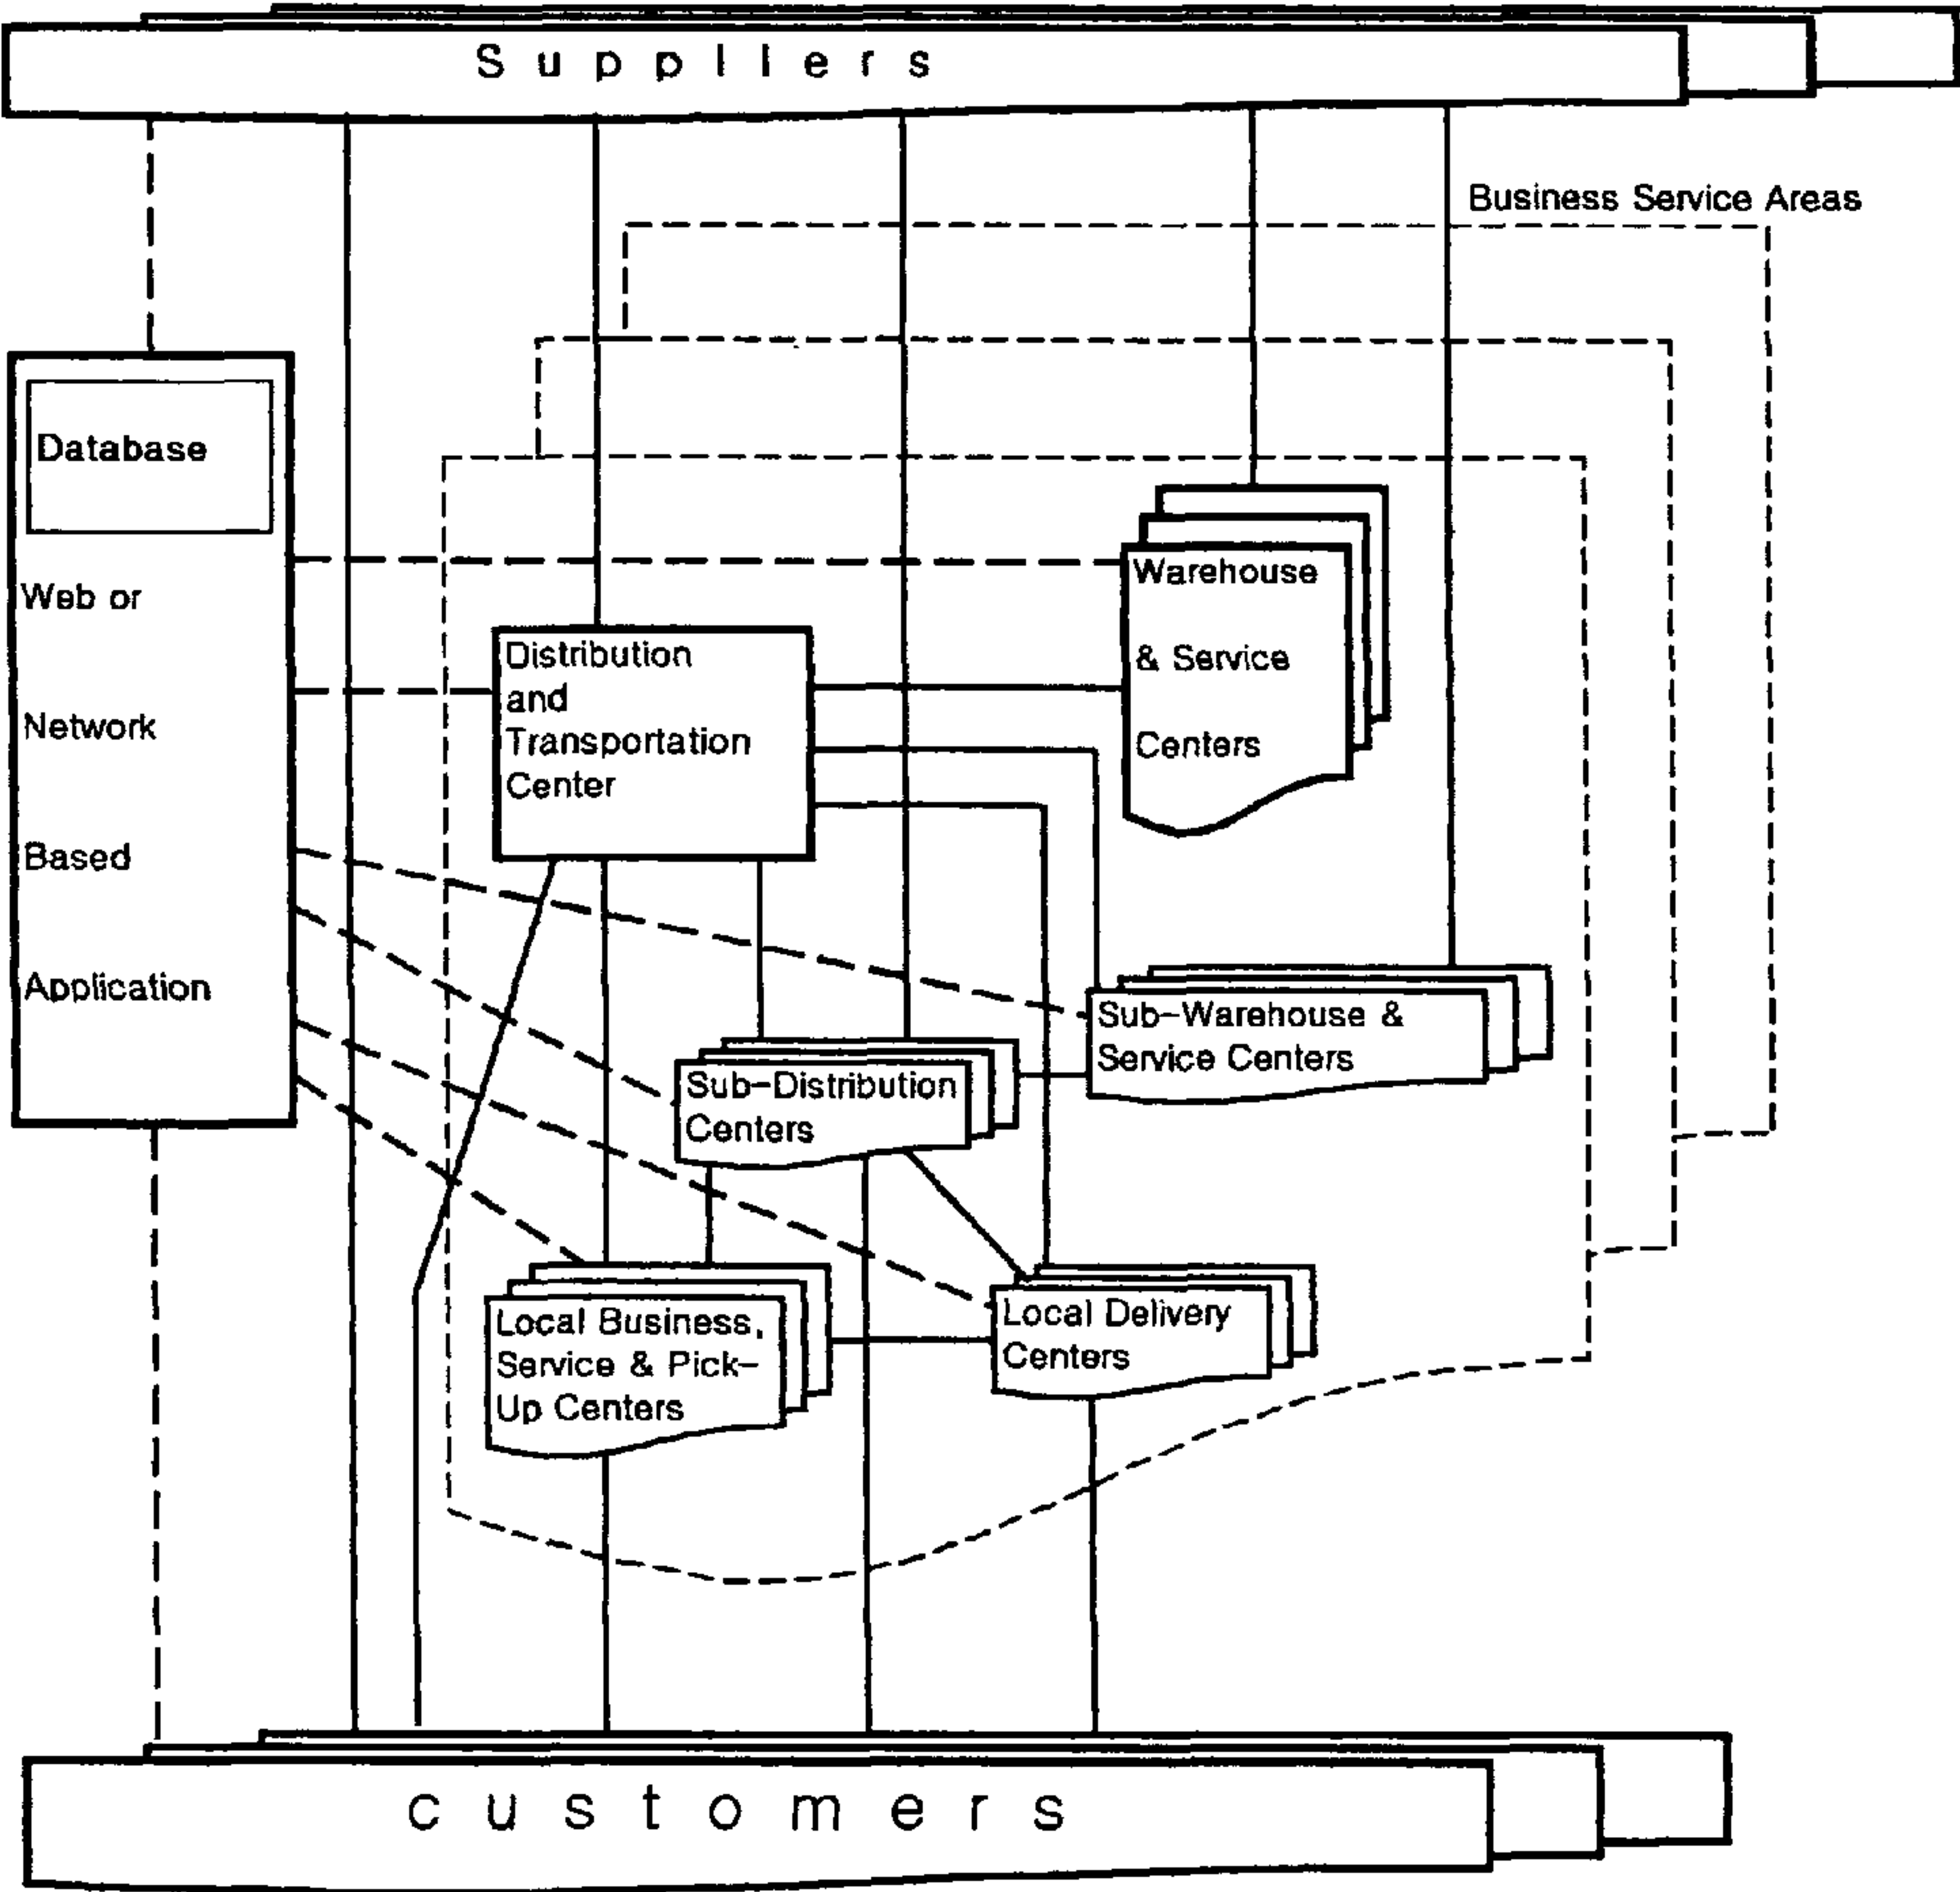 Suppliers
Business Service Areas
Database
Web or
Network
Based
Application
Warehouse
& Service
Centers
Distribution
and
Transportation
Center
Sub-Warehouse &
Service Centers
Sub-Distribution
Centers
Local Business,
Service & Pick-
Up Centers
Local Delivery
Centers
customers